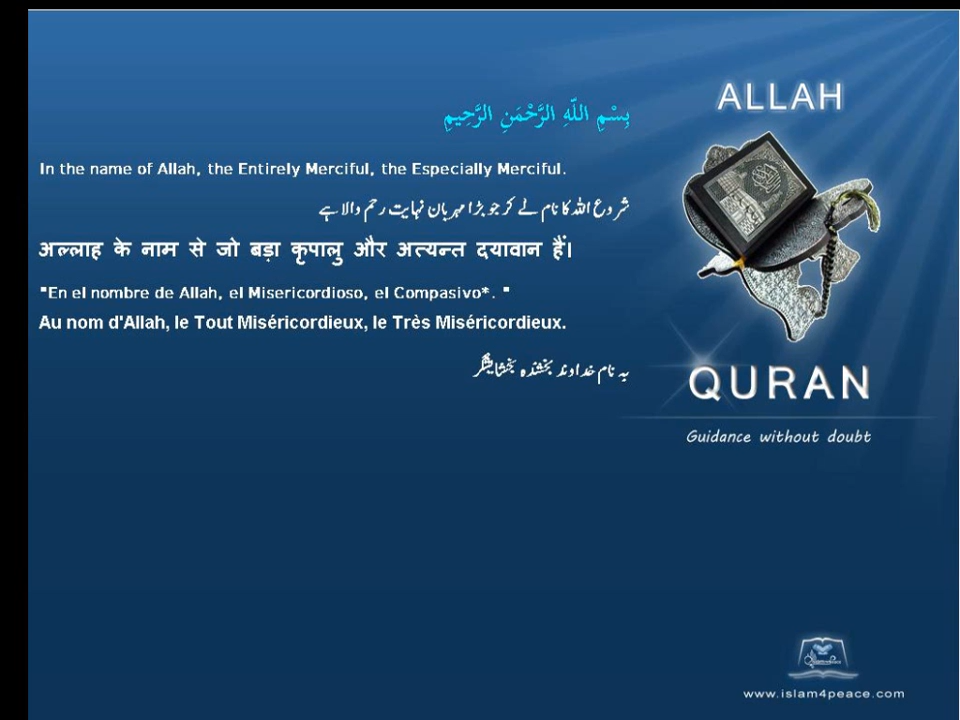 بِسْمِ اللَّهِ الرَّحْمَنِ الرَّحِيمِ
In the name of Allah, the Entirely Merciful, the Especially Merciful.
شروع الله کا نام لے کر جو بڑا مہربان نہایت رحم والا ہے
अल्लाह के नाम से जो बड़ा कृपालु और अत्यन्त दयावान हैं।
"En el nombre de Allah, el Misericordioso, el Compasivo*. "
Au nom d'Allah, le Tout Miséricordieux, le Très Miséricordieux.
به نام خداوند بخشنده بخشایشگر
ALLAH
QURAN
Guidance without doubt
www.islam4peace.com